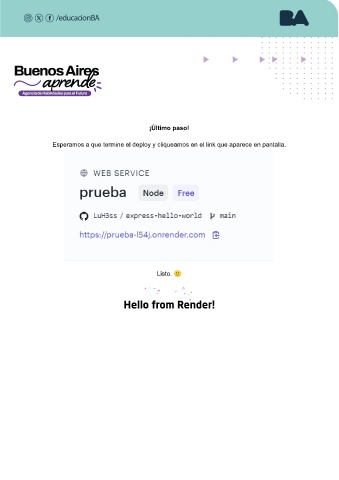 /educacionBA
BA
Buenos Aires
aprende
Agencia de Habilidades para el Futuro
¡Último paso!
Esperamos a que termine el deploy y cliqueamos en el link que aparece en pantalla.
WEB SERVICE
prueba Node Free
LuH3ss / express-hello-world main
https://prueba-l54j.onrender.com
Listo. 🙂
Hello from Render!